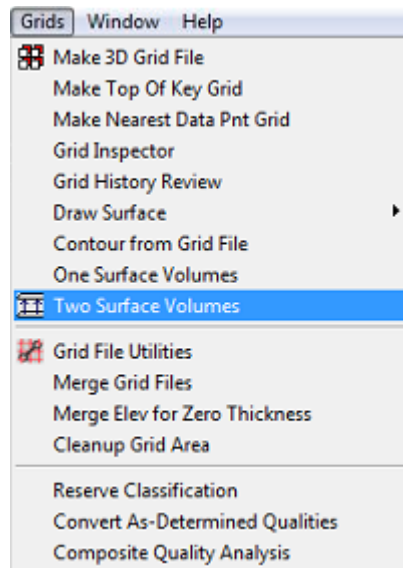 Grids Window Help
Make 3D Grid File
Make Top Of Key Grid
Make Nearest Data Pnt Grid
Grid Inspector
Grid History Review
Draw Surface
Contour from Grid File
One Surface Volumes
Two Surface Volumes
Grid File Utilities
Merge Grid Files
Merge Elev for Zero Thickness
Cleanup Grid Area
Reserve Classification
Convert As-Determined Qualities
Composite Quality Analysis